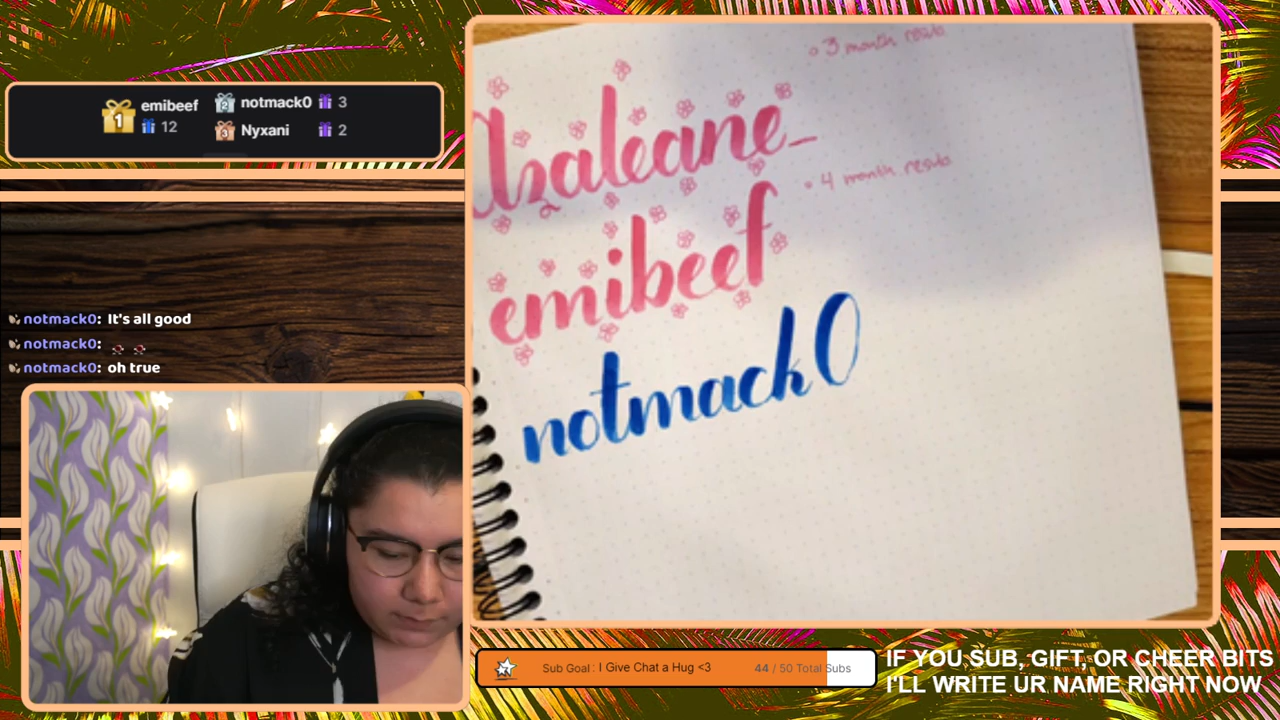 emibeef
12
notmack0 3
Nyxani 2
3 month resub
Azaleane_
4 month resub
emibeef
notmack0
notmack0: It's all good
notmack0:
notmack0: oh true
Sub Goal : I Give Chat a Hug <3 44 / 50 Total Subs
IF YOU SUB, GIFT, OR CHEER BITS
I'LL WRITE UR NAME RIGHT NOW